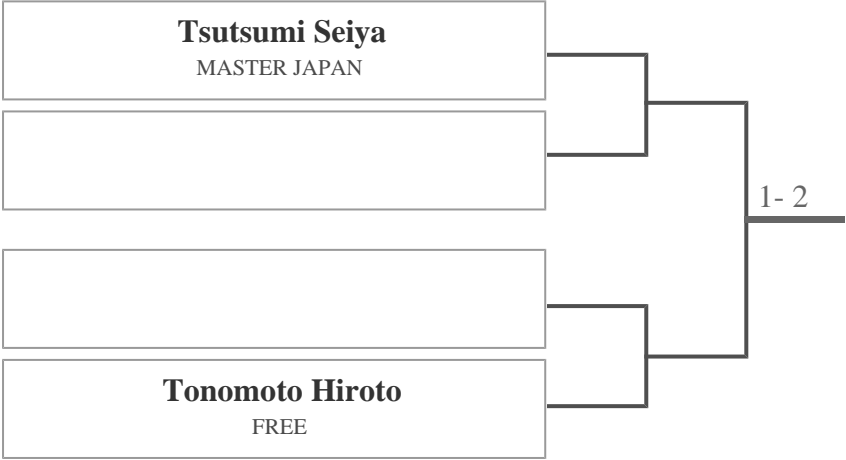 Tsutsumi Seiya
MASTER JAPAN
1- 2
Tonomoto Hiroto
FREE